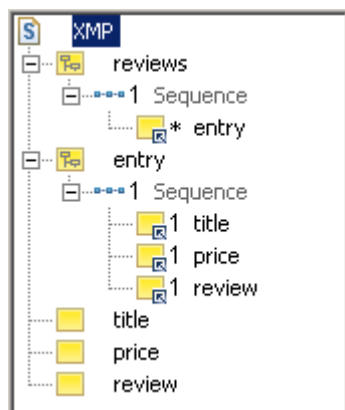 S XMP
reviews
1 Sequence
* entry
entry
1 Sequence
1 title
1 price
1 review
title
price
review